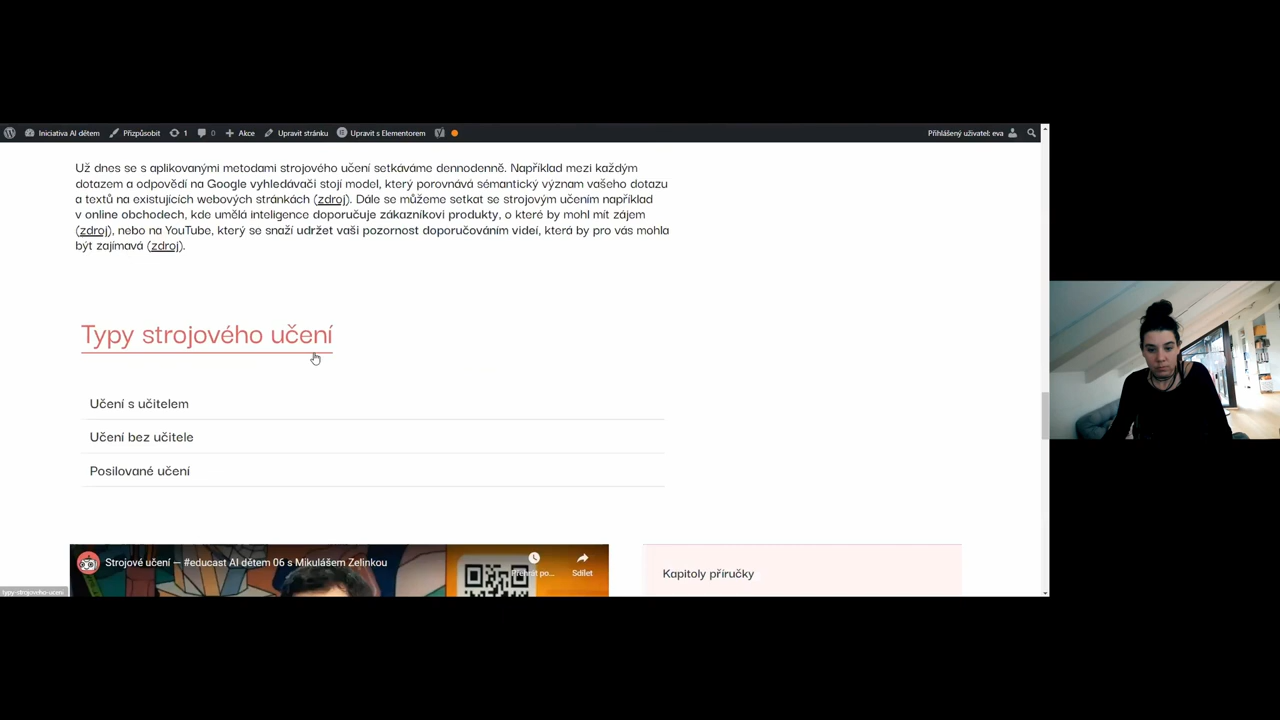 Iniciativa AI dětem Přizpůsobit 1 0 Akce Upravit stránku Upravit s Elementorem Přihlášený uživatel: eva
Už dnes se s aplikovanými metodami strojového učení setkáváme dennodenně. Například mezi každým
dotazem a odpovědí na Google vyhledávači stojí model, který porovnává sémantický význam vašeho dotazu
a textů na existujících webových stránkách (zdroj). Dále se můžeme setkat se strojovým učením například
v online obchodech, kde umělá inteligence doporučuje zákazníkovi produkty, o které by mohl mít zájem
(zdroj), nebo na YouTube, který se snaží udržet vaši pozornost doporučováním videí, která by pro vás mohla
být zajímavá (zdroj).
Typy strojového učení
Učení s učitelem
Učení bez učitele
Posilované učení
Strojové učení — #educast AI dětem 06 s Mikulášem Zelinkou
Přehrát po... Sdílet
Kapitoly příručky
typy-strojoveho-uceni